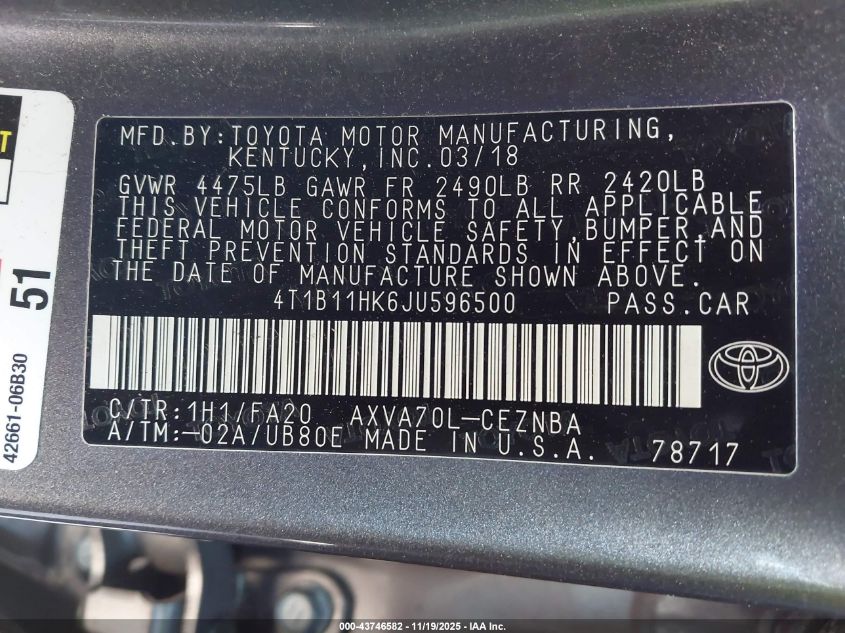 MFD.BY:TOYOTA MOTOR MANUFACTURING,
KENTUCKY,INC.03/18
GVWR 4475LB GAWR FR 2490LB RR 2420LB
THIS VEHICLE CONFORMS TO ALL APPLICABLE
FEDERAL MOTOR VEHICLE SAFETY,BUMPER,AND
THEFT PREVENTION STANDARDS IN EFFECT ON
THE DATE OF MANUFACTURE SHOWN ABOVE.
4T1B11HK6JU596500 PASS.CAR
C/TR:1H1/FA20 AXVA70L-CEZNBA
A/TM:-02A/UB80E MADE IN U.S.A. 78717
51
42661-06B30
000 - 43746582 - 11/19/2025 - IAA Inc.